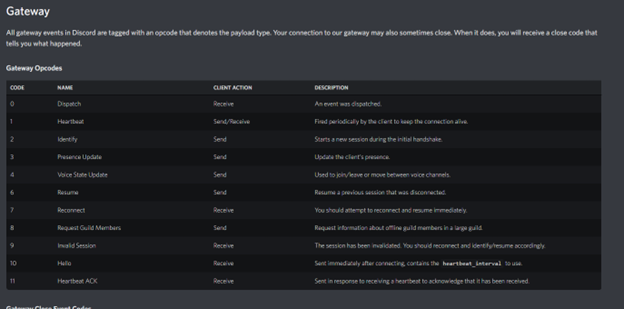 Gateway
All gateway events in Discord are tagged with an opcode that denotes the payload type. Your connection to our gateway may also sometimes close. When it does, you will receive a close code that
tells you what happened.
Gateway Opcodes
CODE NAME CLIENT ACTION DESCRIPTION
0 Dispatch Receive An event was dispatched.
1 Heartbeat Send/Receive Fired periodically by the client to keep the connection alive.
2 Identify Send Starts a new session during the initial handshake.
3 Presence Update Send Update the client's presence.
4 Voice State Update Send Used to join/leave or move between voice channels.
6 Resume Send Resume a previous session that was disconnected.
7 Reconnect Receive You should attempt to reconnect and resume immediately.
8 Request Guild Members Send Request information about offline guild members in a large guild.
9 Invalid Session Receive The session has been invalidated. You should reconnect and identify/resume accordingly.
10 Hello Receive Sent immediately after connecting, contains the heartbeat_interval to use.
11 Heartbeat ACK Receive Sent in response to receiving a heartbeat to acknowledge that it has been received.
Gateway Close Event Codes